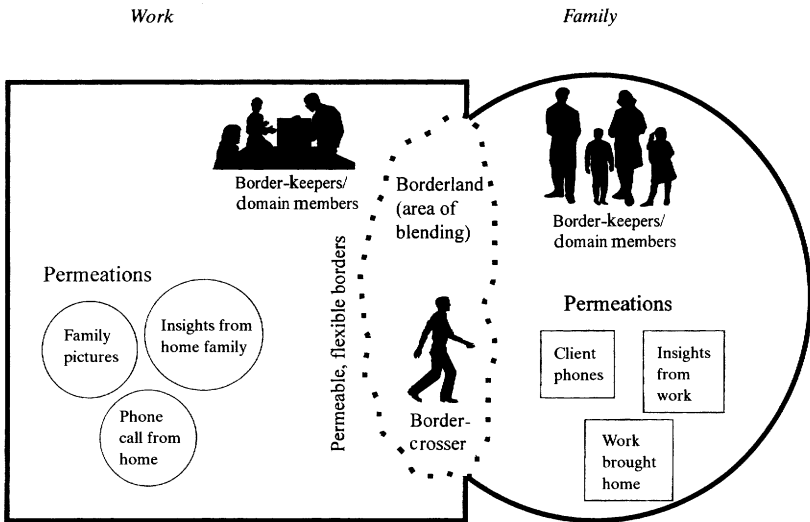 Work
Family
Border-keepers/
domain members
Borderland
(area of
blending)
Border-keepers/
domain members
Permeable, flexible borders
Permeations
Family
pictures
Insights from
home family
Phone
call from
home
Border-
crosser
Permeations
Client
phones
Insights
from
work
Work
brought
home